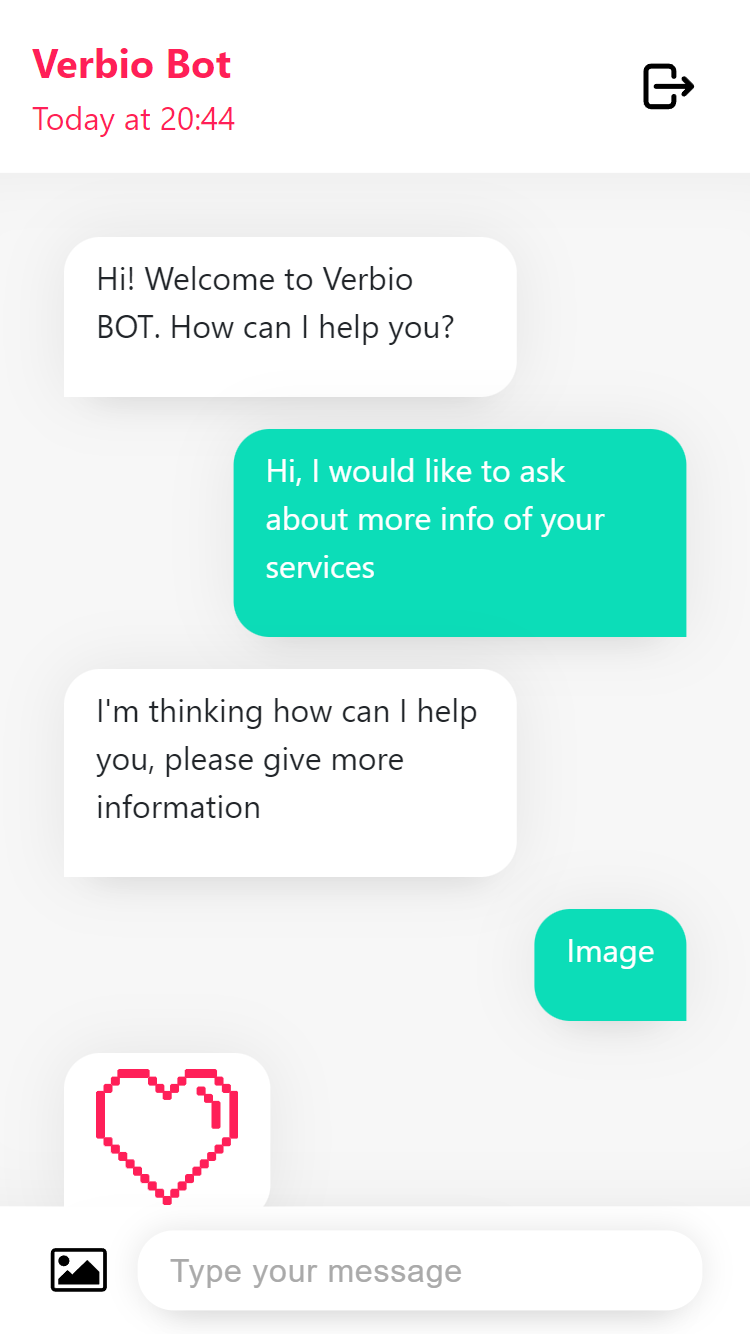 Verbio Bot
Today at 20:44
Hi! Welcome to Verbio
BOT. How can I help you?
Hi, I would like to ask
about more info of your
services
I'm thinking how can I help
you, please give more
information
Image
Type your message